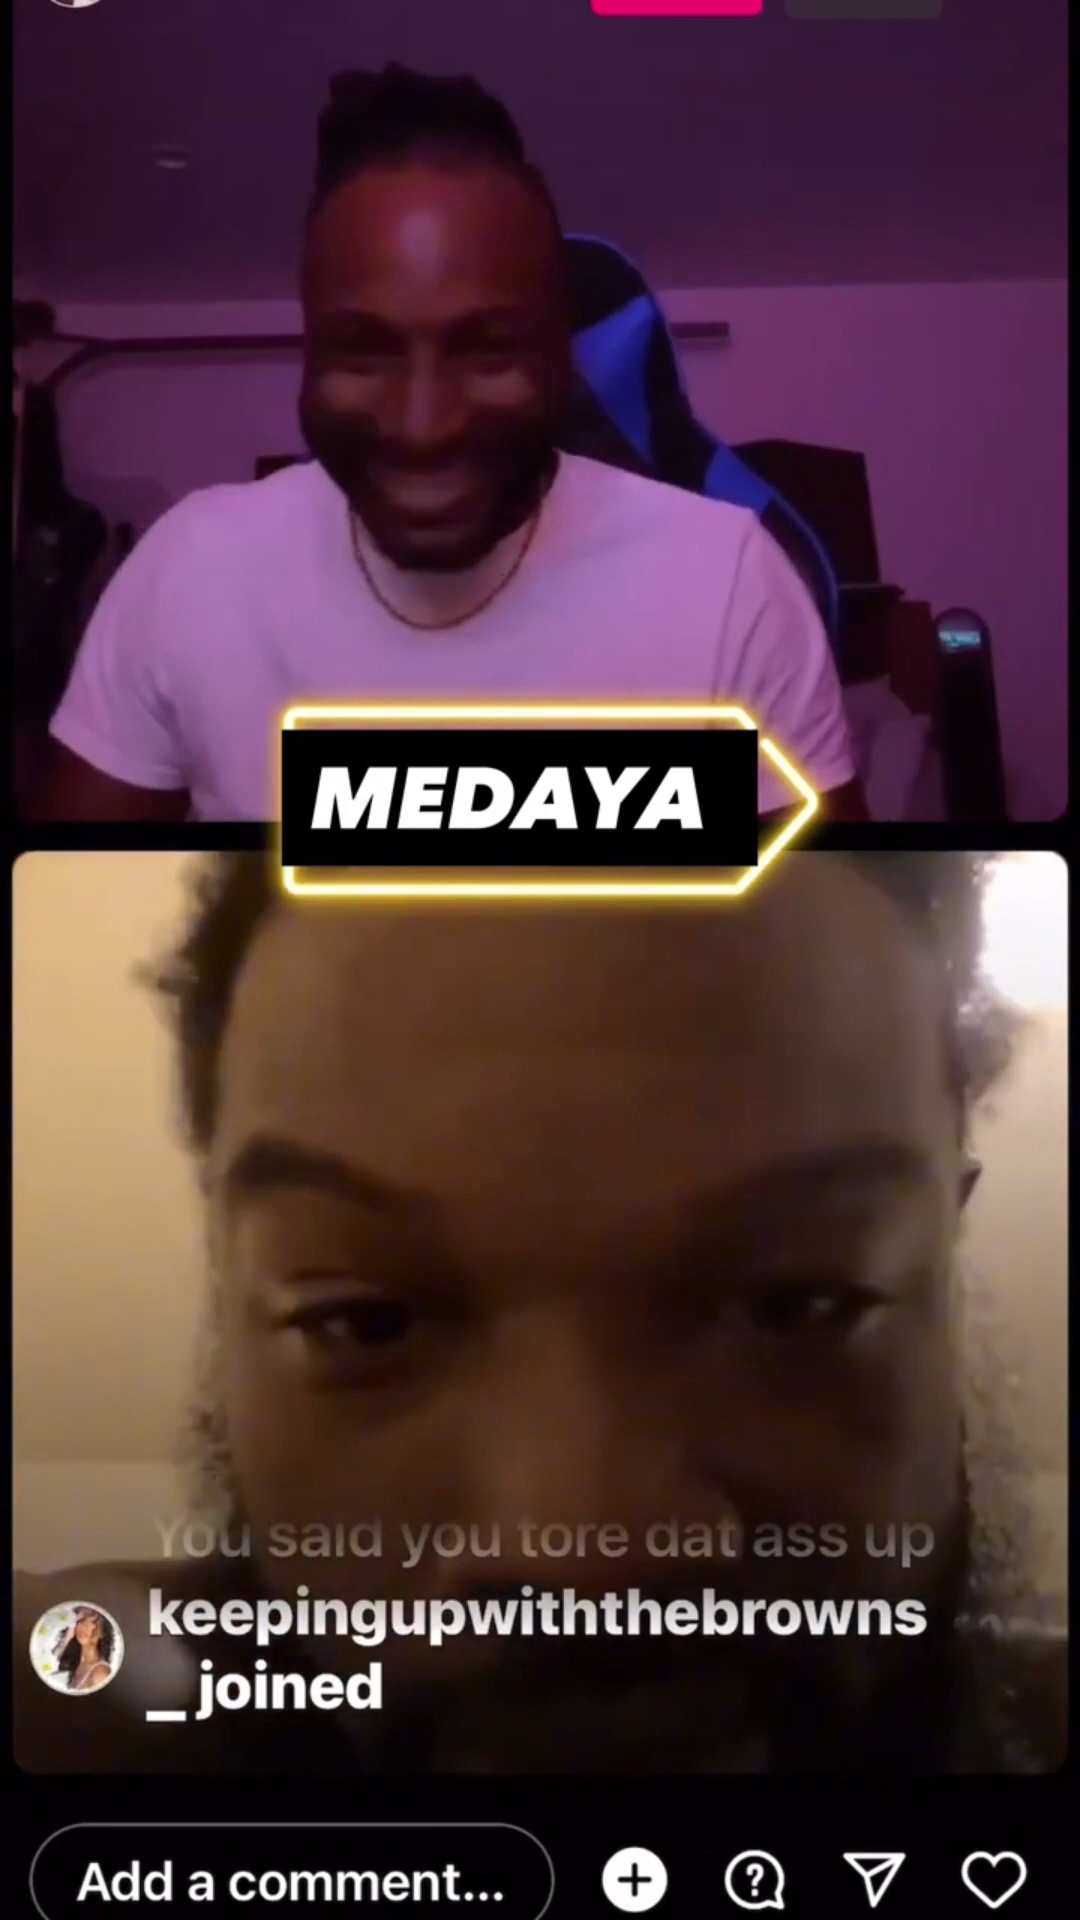 MEDAYA
You said you tore dat ass up
keepingupwiththebrowns
_ joined
Add a comment...